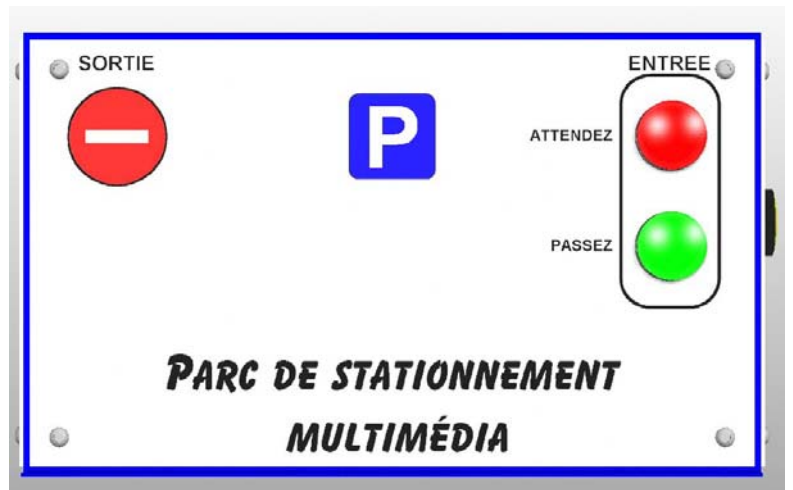 SORTIE
ENTREE
P
ATTENDEZ
PASSEZ
PARC DE STATIONNEMENT
MULTIMÉDIA